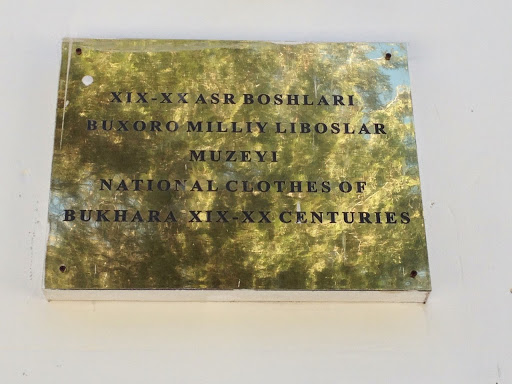 XIX-XX ASR BOSHLARI
BUXORO MILLIY LIBOSLAR
MUZEYI
NATIONAL CLOTHES OF
BUKHARA XIX-XX CENTURIES